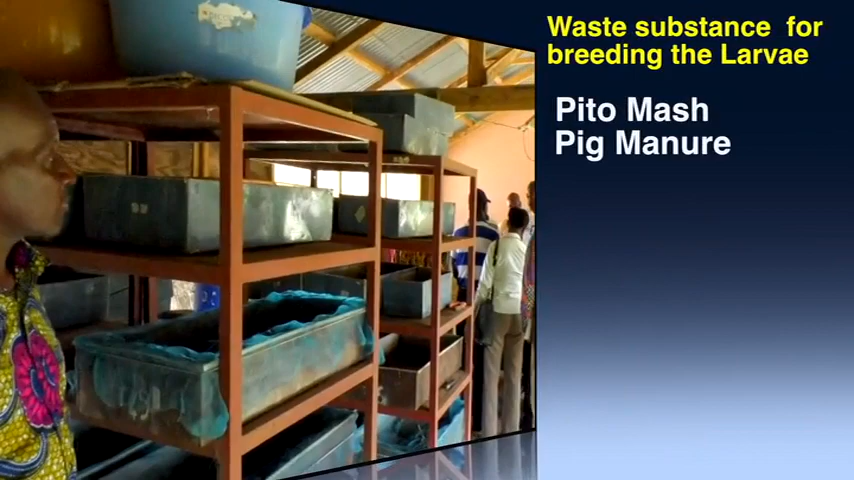 Waste substance for
breeding the Larvae
Pito Mash
Pig Manure